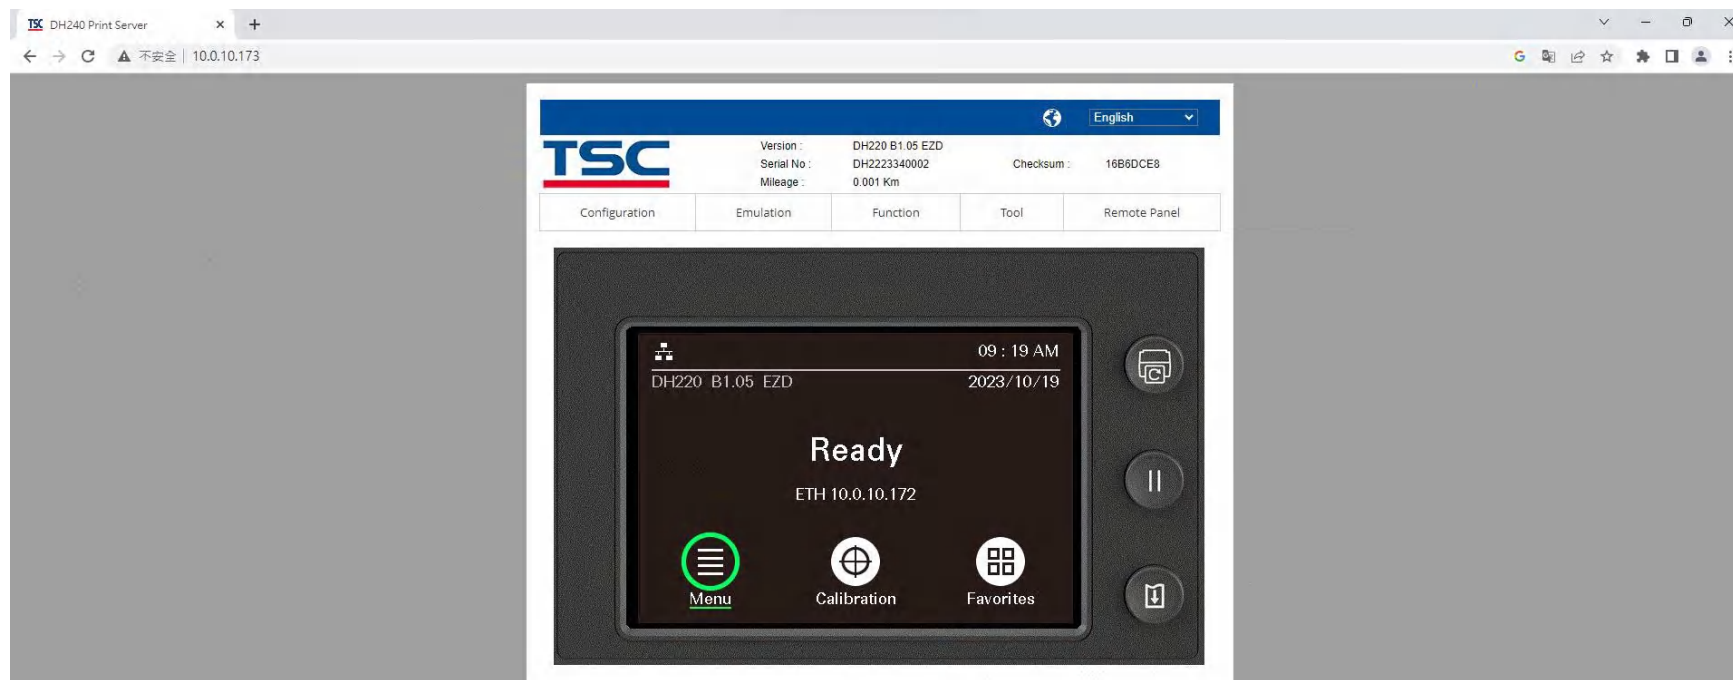 TSC DH240 Print Server
不安全 | 10.0.10.173
English
TSC
Version : DH220 B1.05 EZD
Serial No : DH2223340002 Checksum : 16B6DCE8
Mileage : 0.001 Km
Configuration Emulation Function Tool Remote Panel
09 : 19 AM
DH220 B1.05 EZD 2023/10/19
Ready
ETH 10.0.10.172
Menu Calibration Favorites